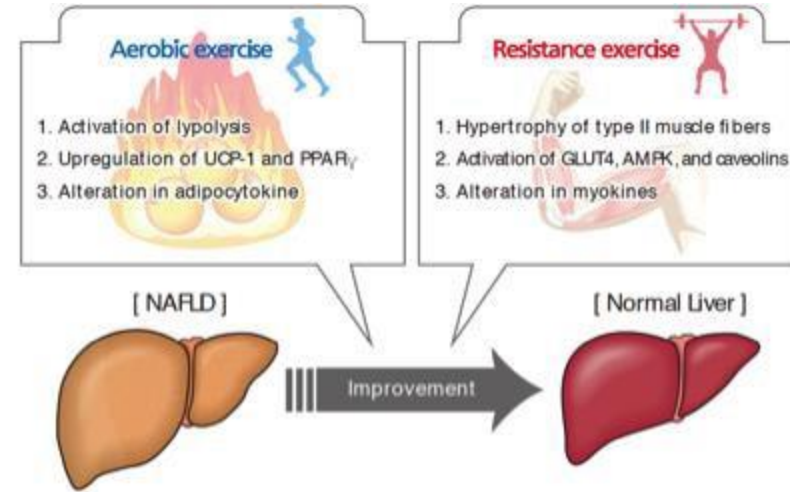 Aerobic exercise
1. Activation of lypolysis
2. Upregulation of UCP-1 and PPARγ
3. Alteration in adipocytokine
Resistance exercise
1. Hypertrophy of type II muscle fibers
2. Activation of GLUT4, AMPK, and caveolins
3. Alteration in myokines
[ NAFLD ]
[ Normal Liver ]
Improvement